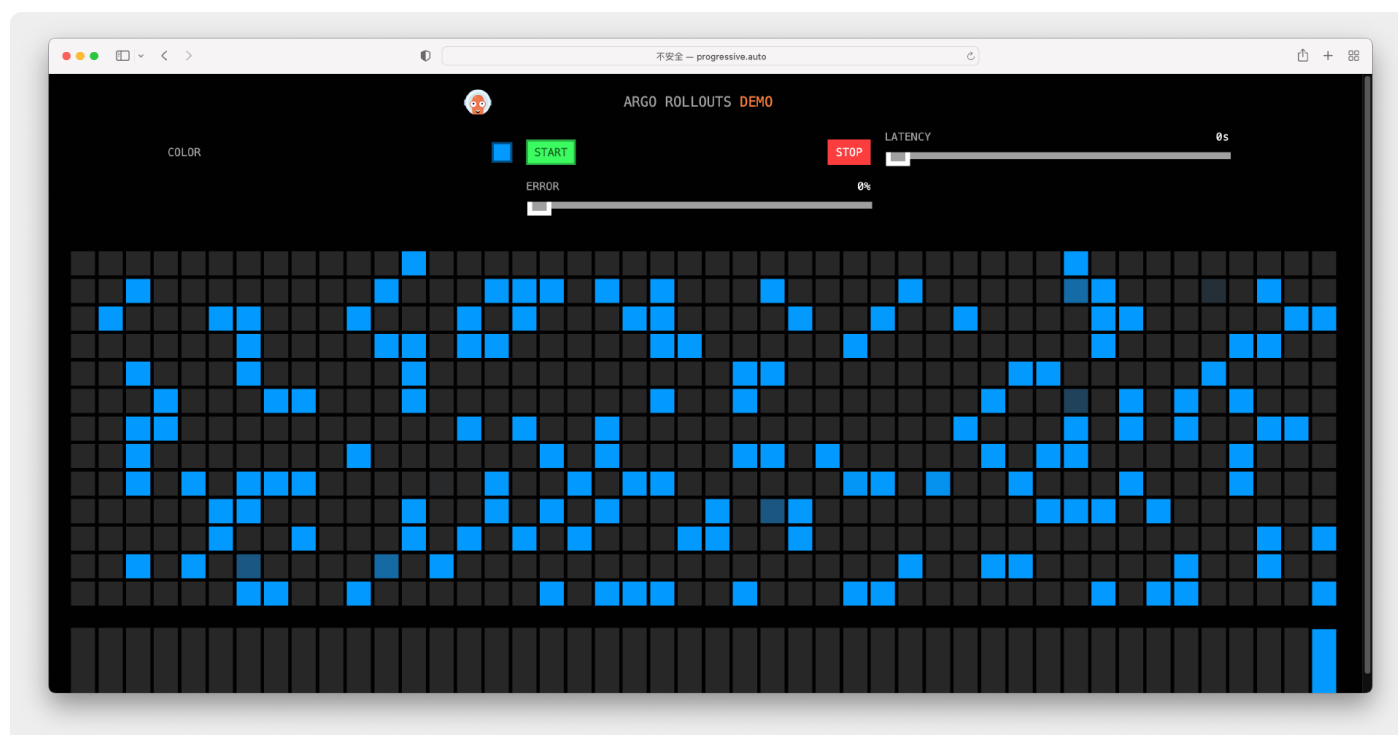 不安全 — progressive.auto
ARGO ROLLOUTS DEMO
COLOR
START
STOP
LATENCY 0s
ERROR 0%